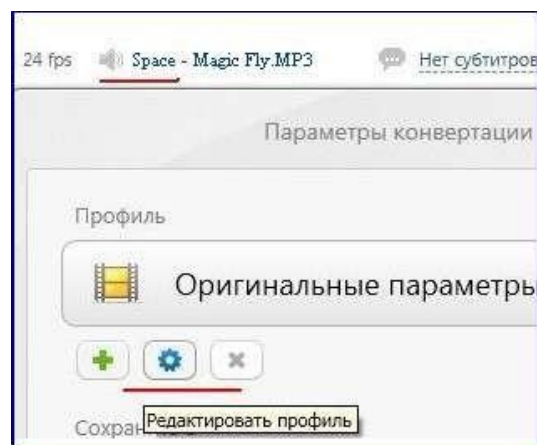 24 fps Space - Magic Fly.MP3 Нет субтитров
Параметры конвертации
Профиль
Оригинальные параметры
Редактировать профиль